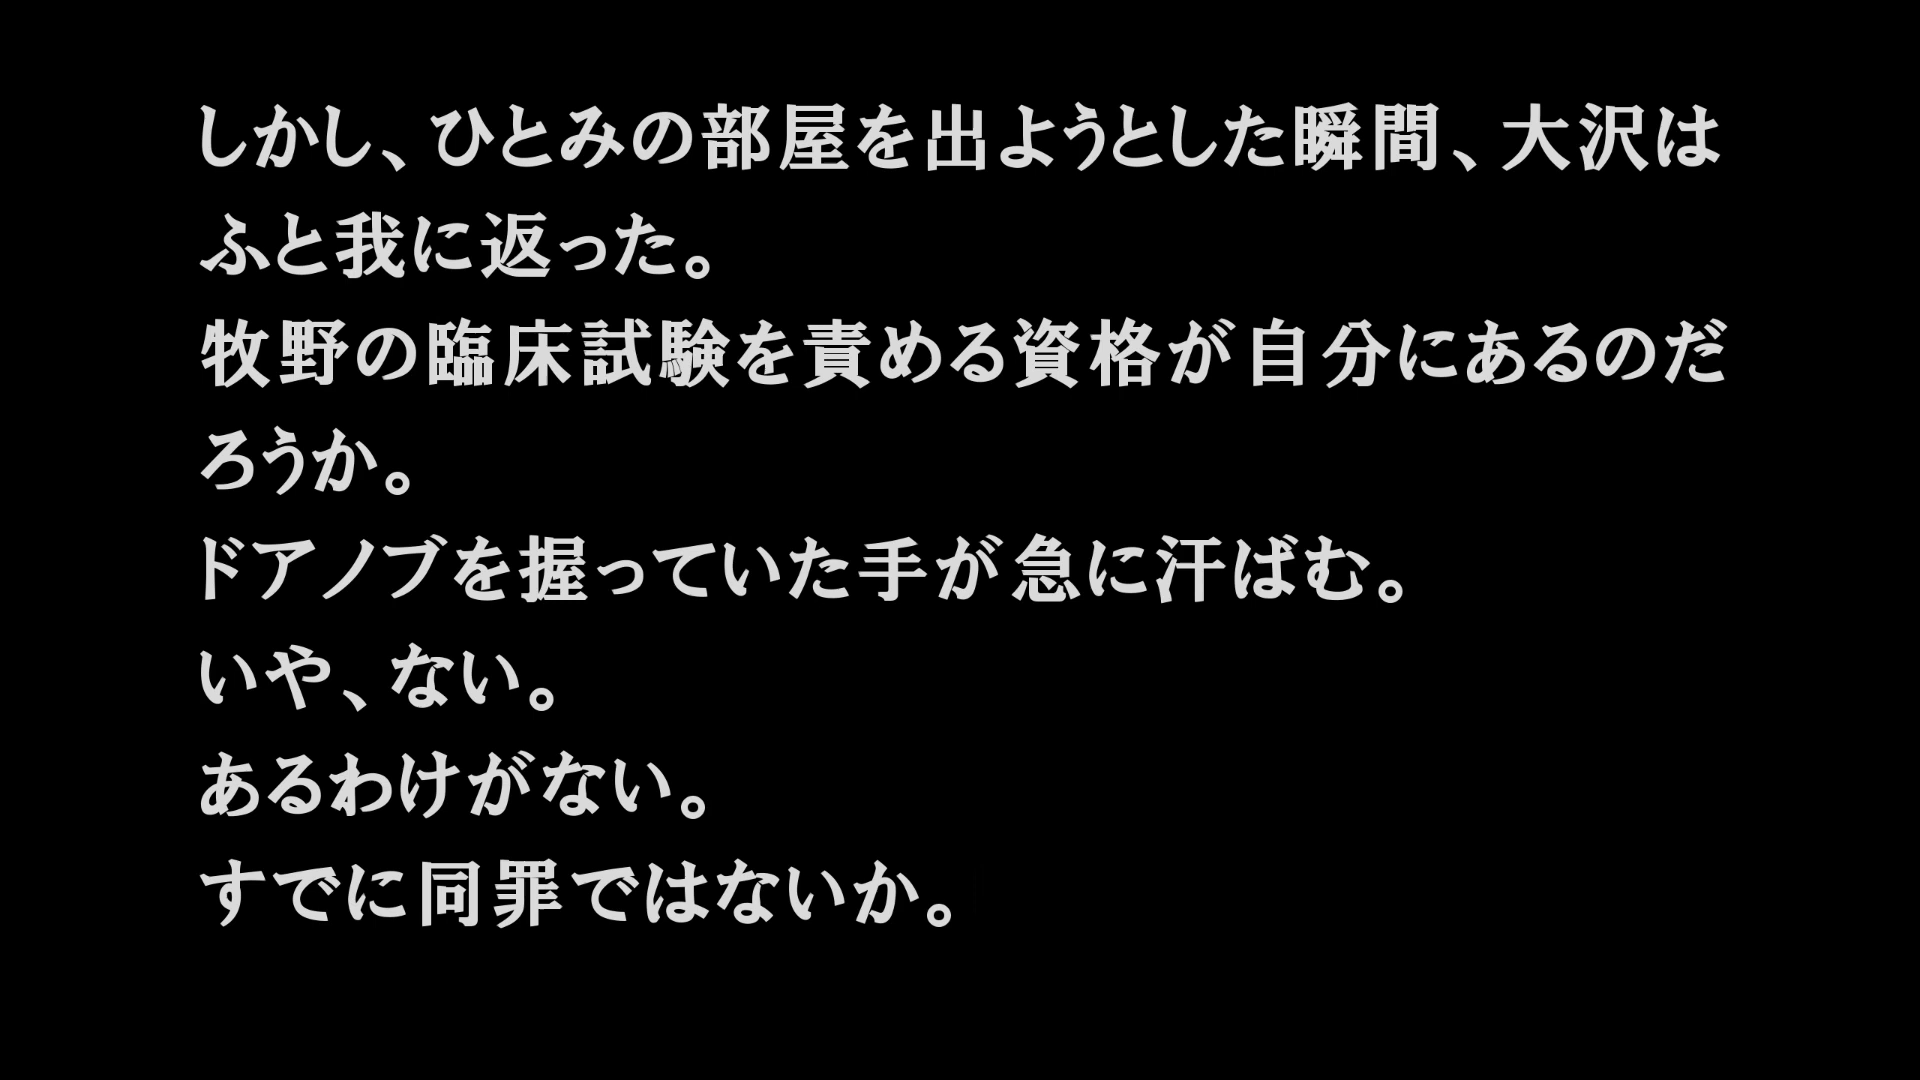 しかし、ひとみの部屋を出ようとした瞬間、大沢は
ふと我に返った。
牧野の臨床試験を責める資格が自分にあるのだ
ろうか。
ドアノブを握っていた手が急に汗ばむ。
いや、ない。
あるわけがない。
すでに同罪ではないか。